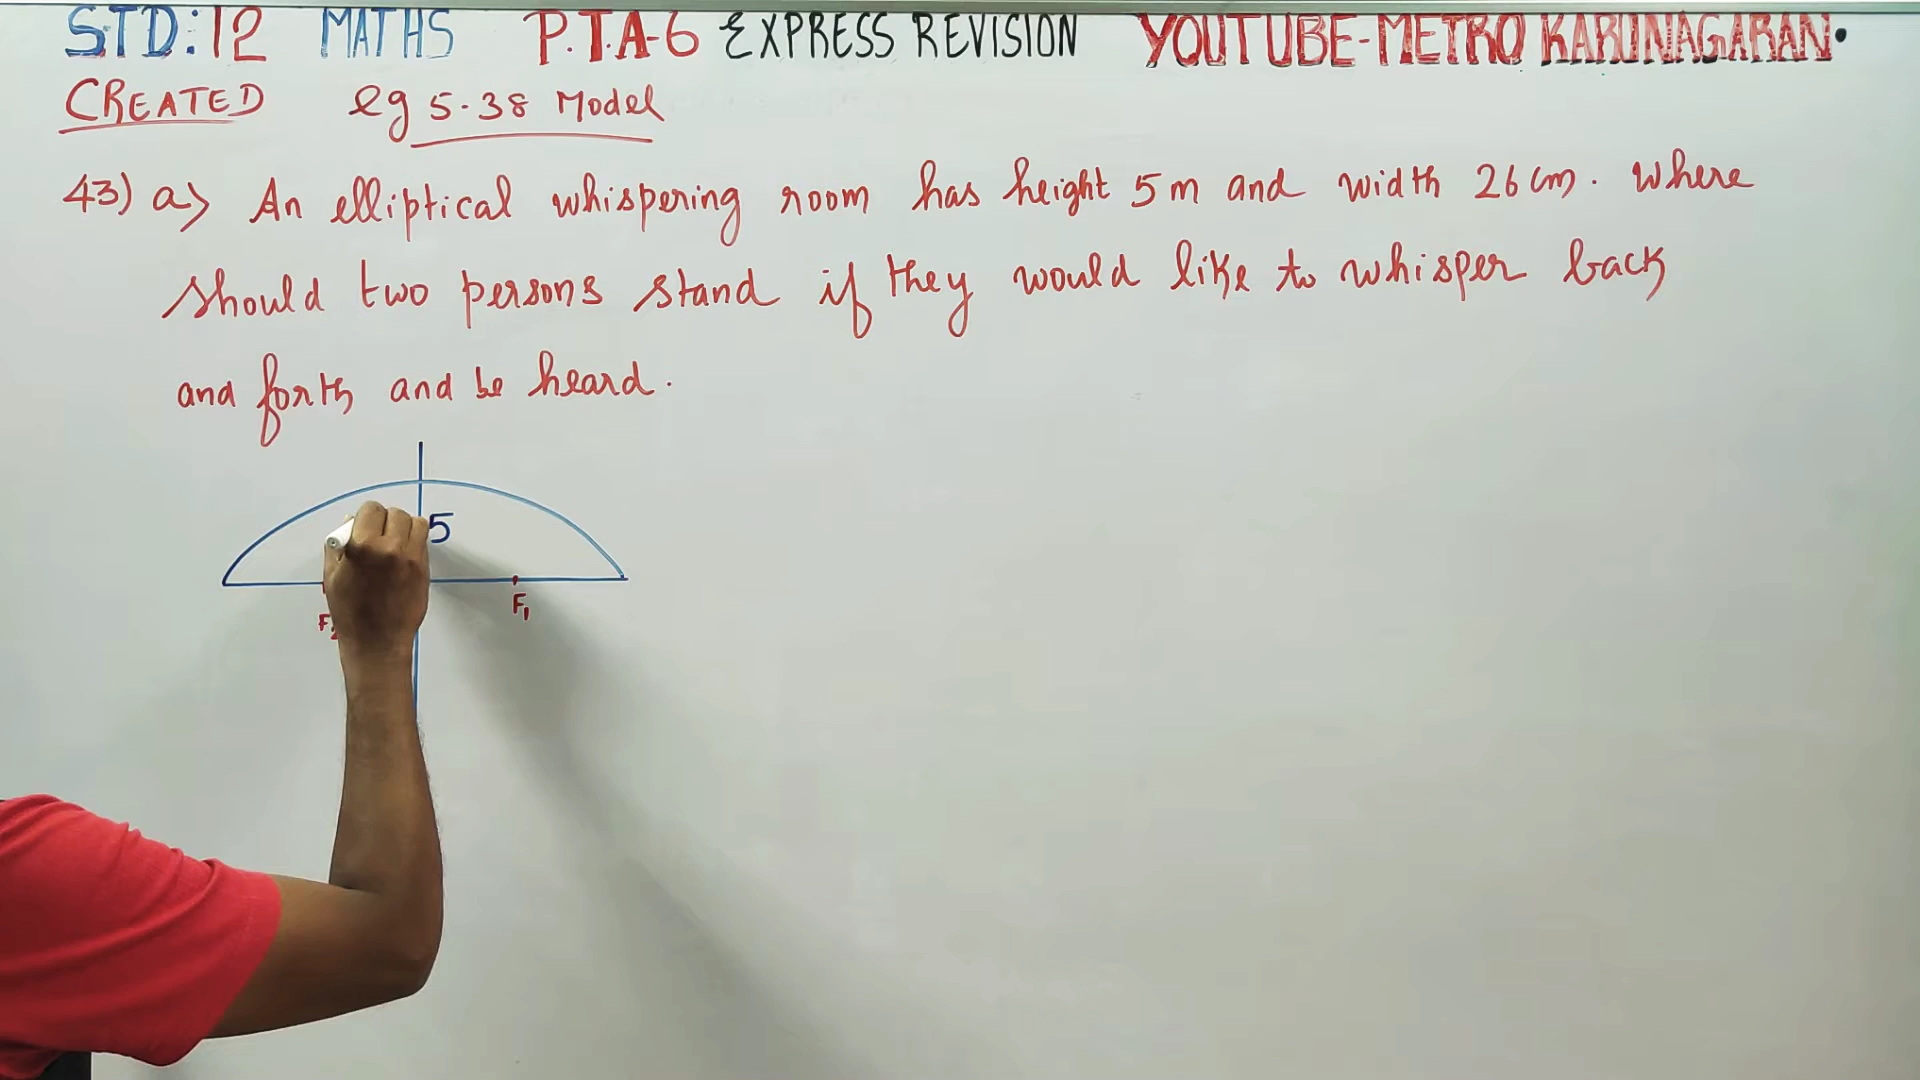 STD:12 MATHS P.T.A-6 EXPRESS REVISION YOUTUBE-METRO KARUNAGARAN.
CREATED eg 5.38 Model
43) a) An elliptical whispering room has height 5m and width 26cm. where
should two persons stand if they would like to whisper back
and forth and be heard.
5
F1
F2